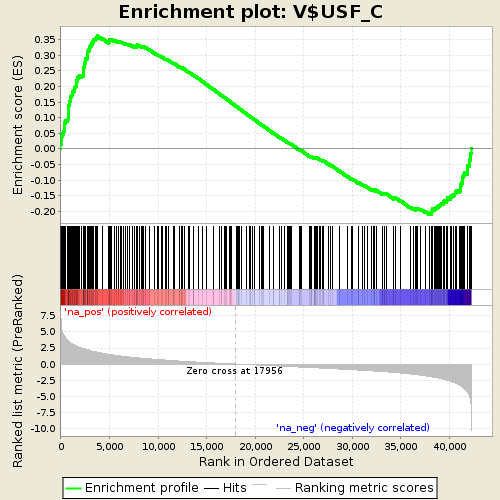 Enrichment plot: V$USF_C
Enrichment score (ES)
0.35
0.30
0.25
0.20
0.15
0.10
0.05
0.00
-0.05
-0.10
-0.15
-0.20
Ranked list metric (PreRanked)
7.5
5.0
2.5
0.0
-2.5
-5.0
-7.5
-10.0
'na_pos' (positively correlated)
Zero cross at 17956
'na_neg' (negatively correlated)
0 5,000 10,000 15,000 20,000 25,000 30,000 35,000 40,000
Rank in Ordered Dataset
Enrichment profile Hits Ranking metric scores